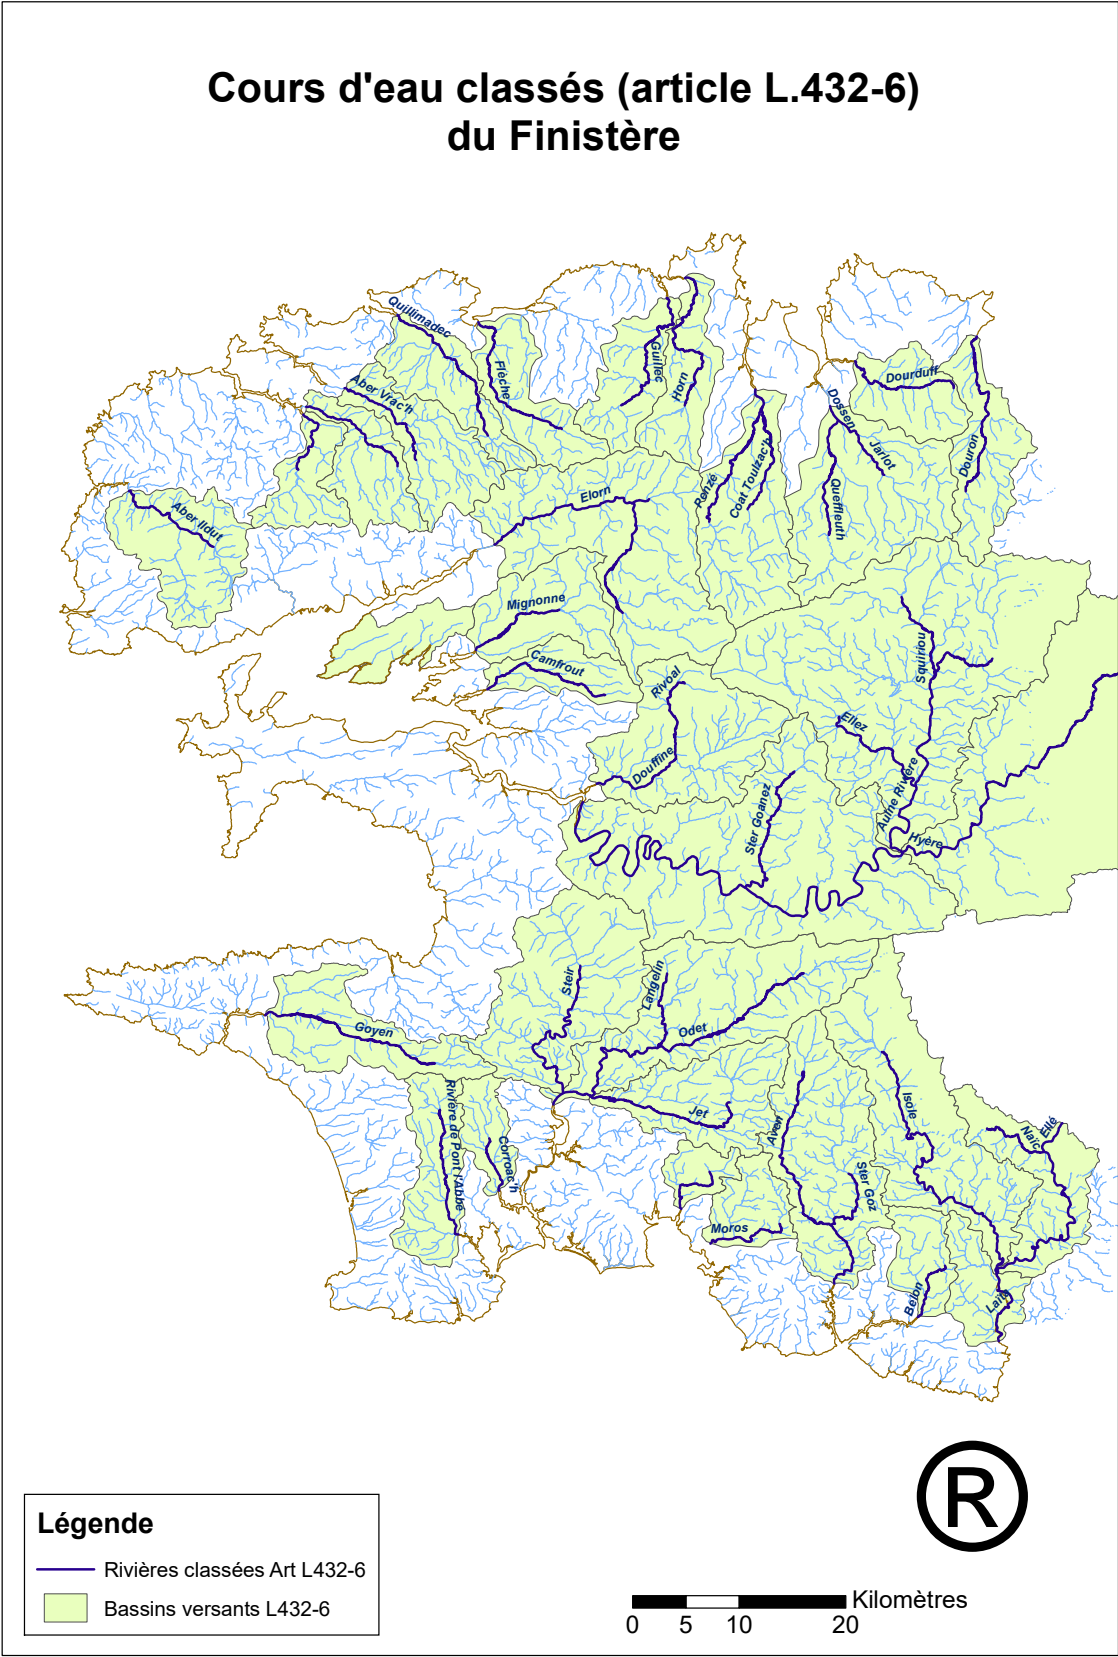 Cours d'eau classés (article L.432-6)
du Finistère
Quillimadec
Flèche
Guillec
Horn
Aber Vrac'h
Dourduff
Dossen
Jarlot
Douron
Penzé
Coat Toulzac'h
Queffleuth
Elorn
Aber Ildut
Mignonne
Camfrout
Rivoal
Squiriou
Ellez
Douffine
Aulne Rivière
Ster Goanez
Hyère
Steir
Langelin
Odet
Goyen
Jet
Aven
Isole
Naïc
Ellé
Rivière de Pont l'Abbé
Corroac'h
Ster Goz
Moros
Belon
Laïta
R
Légende
Rivières classées Art L432-6
Bassins versants L432-6
Kilomètres
0 5 10 20